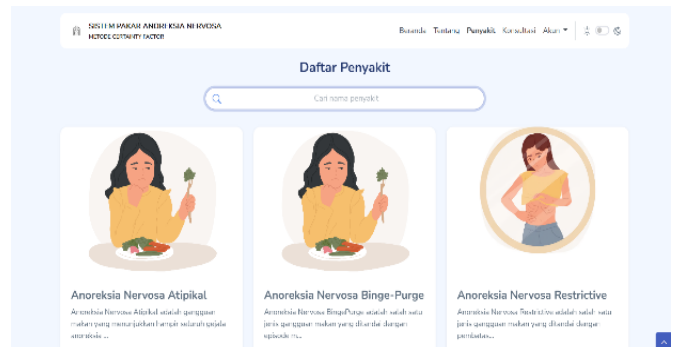 SISTEM PAKAR ANOREKSIA NERVOSA
METODE CERTAINTY FACTOR
Beranda Tentang Penyakit Konsultasi Akun
Daftar Penyakit
Cari nama penyakit
Anoreksia Nervosa Atipikal
Anoreksia Nervosa Atipikal adalah gangguan
makan yang menunjukkan hampir seluruh gejala
anoreksia ...
Anoreksia Nervosa Binge-Purge
Anoreksia Nervosa BingePurge adalah salah satu
jenis gangguan makan yang ditandai dengan
episode m...
Anoreksia Nervosa Restrictive
Anoreksia Nervosa Restrictive adalah salah satu
jenis gangguan makan yang ditandai dengan
pembatas...